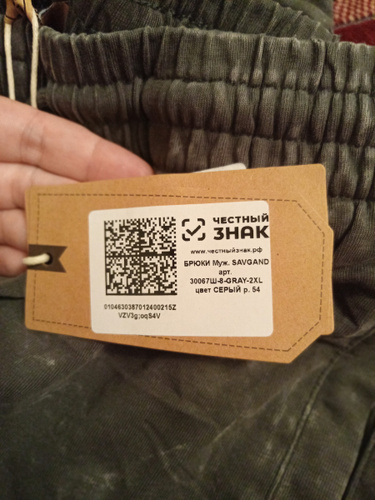 ЧЕСТНЫЙ
ЗНАК
www.честныйзнак.рф
БРЮКИ Муж. SAVGAND
арт.
30067Ш-8-GRAY-2XL
цвет СЕРЫЙ р. 54
0104630387012400215Z
VZV3g;oqS4V